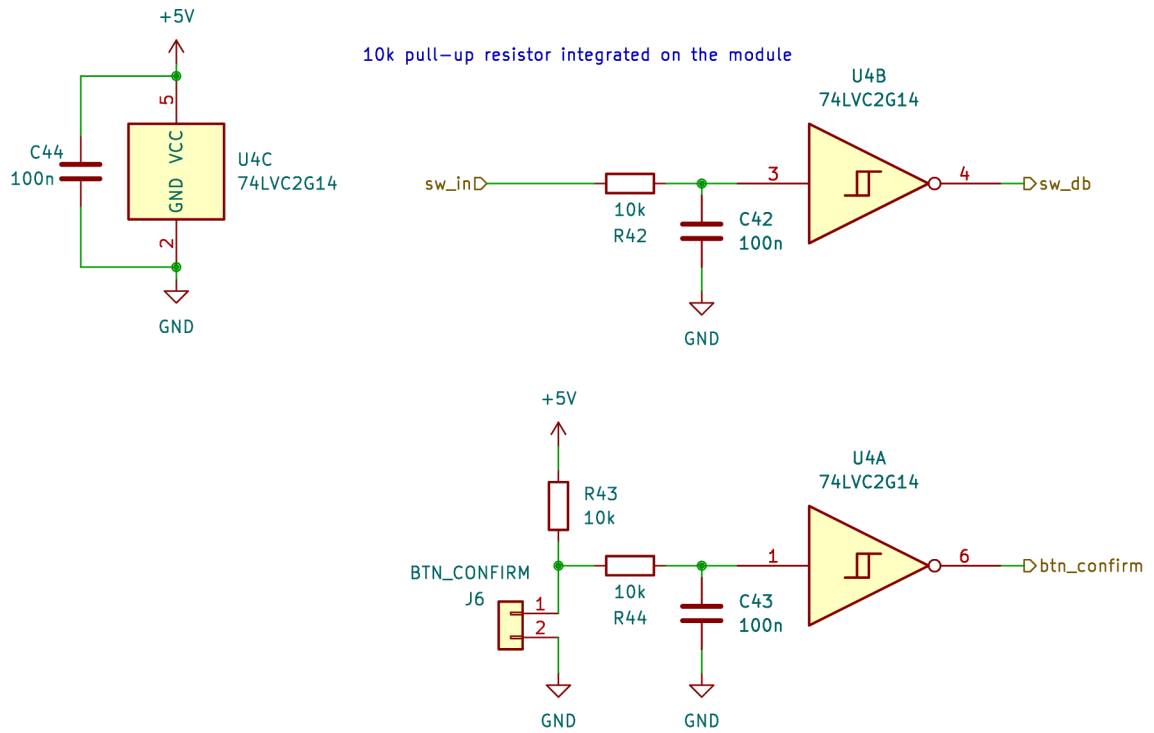 +5V
10k pull-up resistor integrated on the module
5
C44
100n
GND VCC
U4C
74LVC2G14
2
GND
U4B
74LVC2G14
sw_in
10k
R42
C42
100n
3
4
sw_db
GND
+5V
R43
10k
BTN_CONFIRM
J6
1
2
10k
R44
C43
100n
U4A
74LVC2G14
1
6
btn_confirm
GND
GND